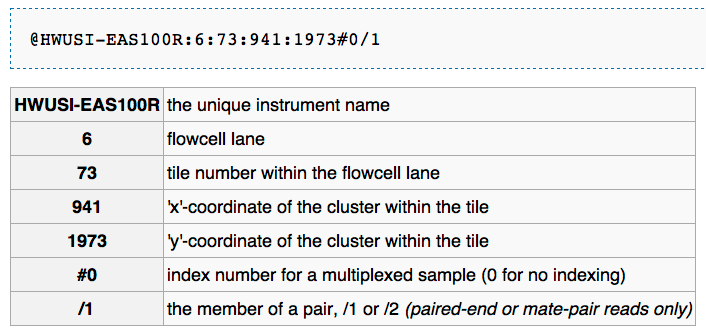 @HWUSI-EAS100R:6:73:941:1973#0/1
HWUSI-EAS100R the unique instrument name
6 flowcell lane
73 tile number within the flowcell lane
941 'x'-coordinate of the cluster within the tile
1973 'y'-coordinate of the cluster within the tile
#0 index number for a multiplexed sample (0 for no indexing)
/1 the member of a pair, /1 or /2 (paired-end or mate-pair reads only)